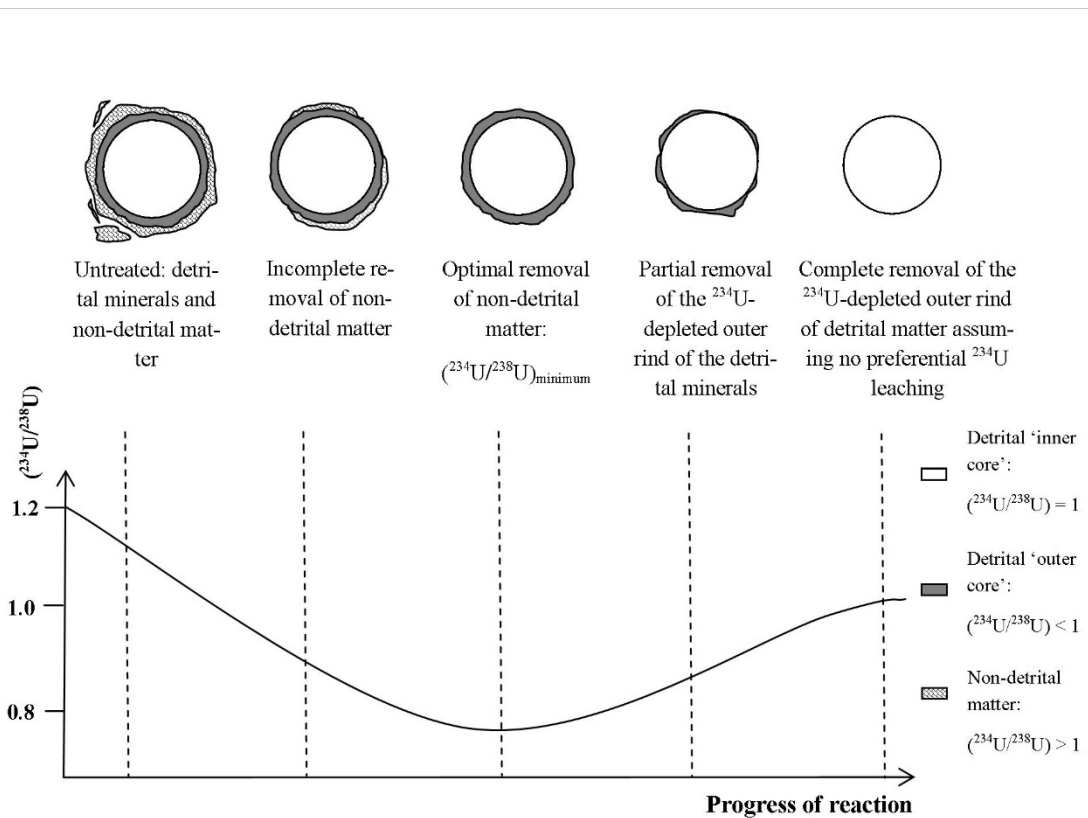 Untreated: detri-
tal minerals and
non-detrital mat-
ter
Incomplete re-
moval of non-
detrital matter
Optimal removal
of non-detrital
matter:
(²³⁴U/²³⁸U)minimum
Partial removal
of the ²³⁴U-
depleted outer
rind of the detri-
tal minerals
Complete removal of the
²³⁴U-depleted outer rind
of detrital matter assum-
ing no preferential ²³⁴U
leaching
(²³⁴U/²³⁸U)
1.2
1.0
0.8
Progress of reaction
Detrital ‘inner
core’:
(²³⁴U/²³⁸U) = 1
Detrital ‘outer
core’:
(²³⁴U/²³⁸U) < 1
Non-detrital
matter:
(²³⁴U/²³⁸U) > 1